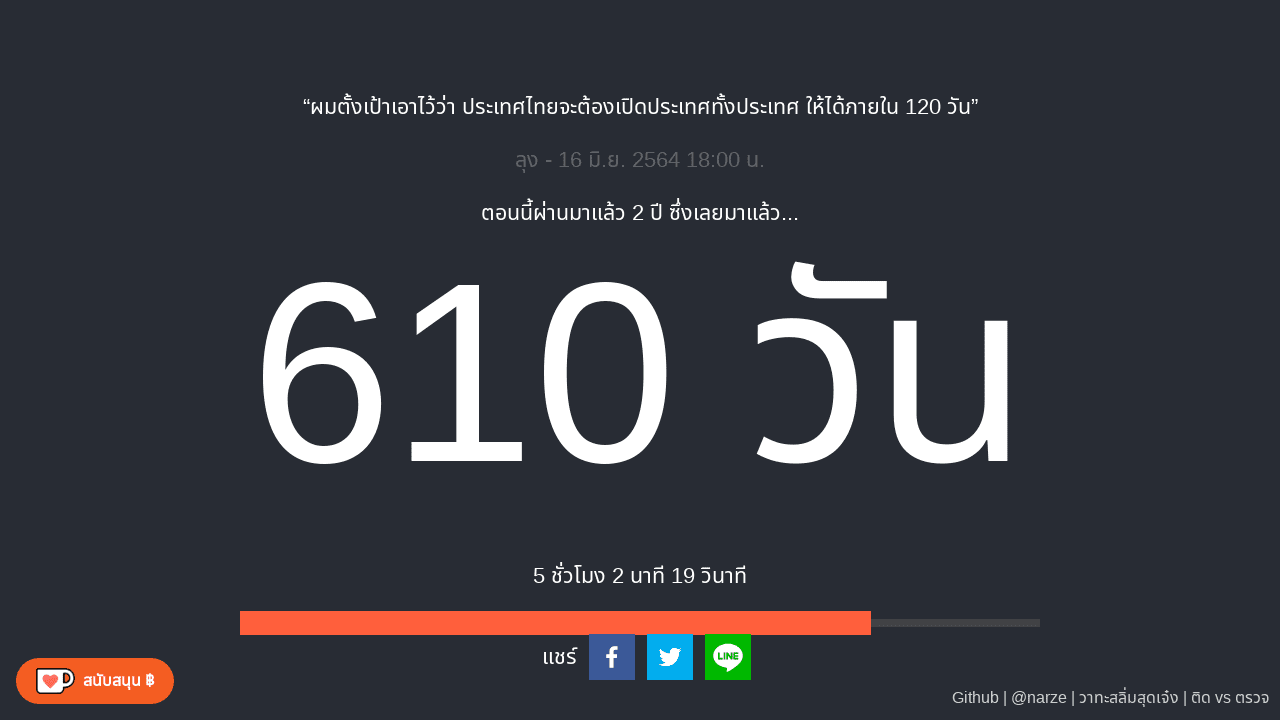 “ผมตั้งเป้าเอาไว้ว่า ประเทศไทยจะต้องเปิดประเทศทั้งประเทศ ให้ได้ภายใน 120 วัน”
ลุง - 16 มิ.ย. 2564 18:00 น.
ตอนนี้ผ่านมาแล้ว 2 ปี ซึ่งเลยมาแล้ว...
610 วัน
5 ชั่วโมง 2 นาที 19 วินาที
แชร์
LINE
สนับสนุน ฿
Github | @narze | วาทะสลิ่มสุดเจ๋ง | ติด vs ตรวจ